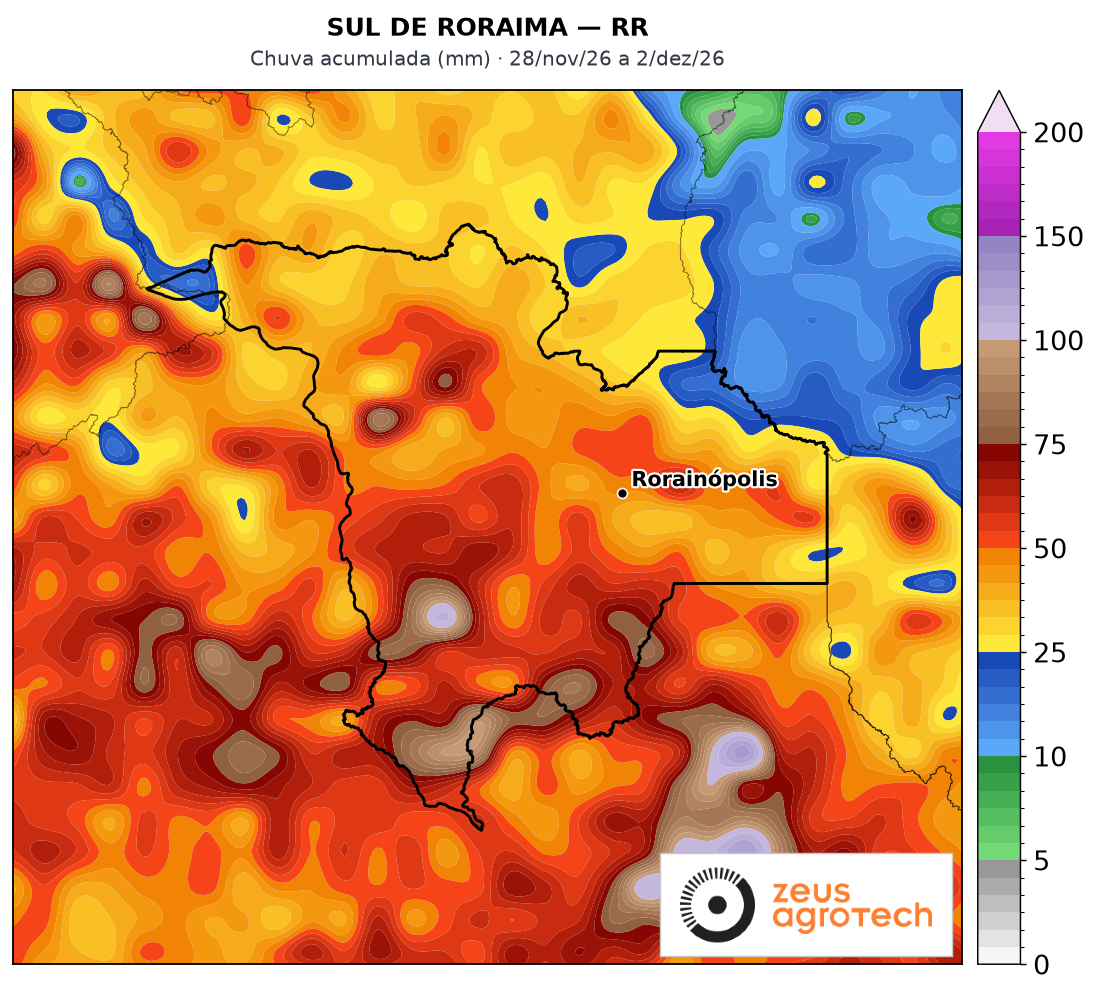 SUL DE RORAIMA — RR
Chuva acumulada (mm) · 28/nov/26 a 2/dez/26
200
150
100
75
50
25
10
5
0
Rorainópolis
zeus
agrotech